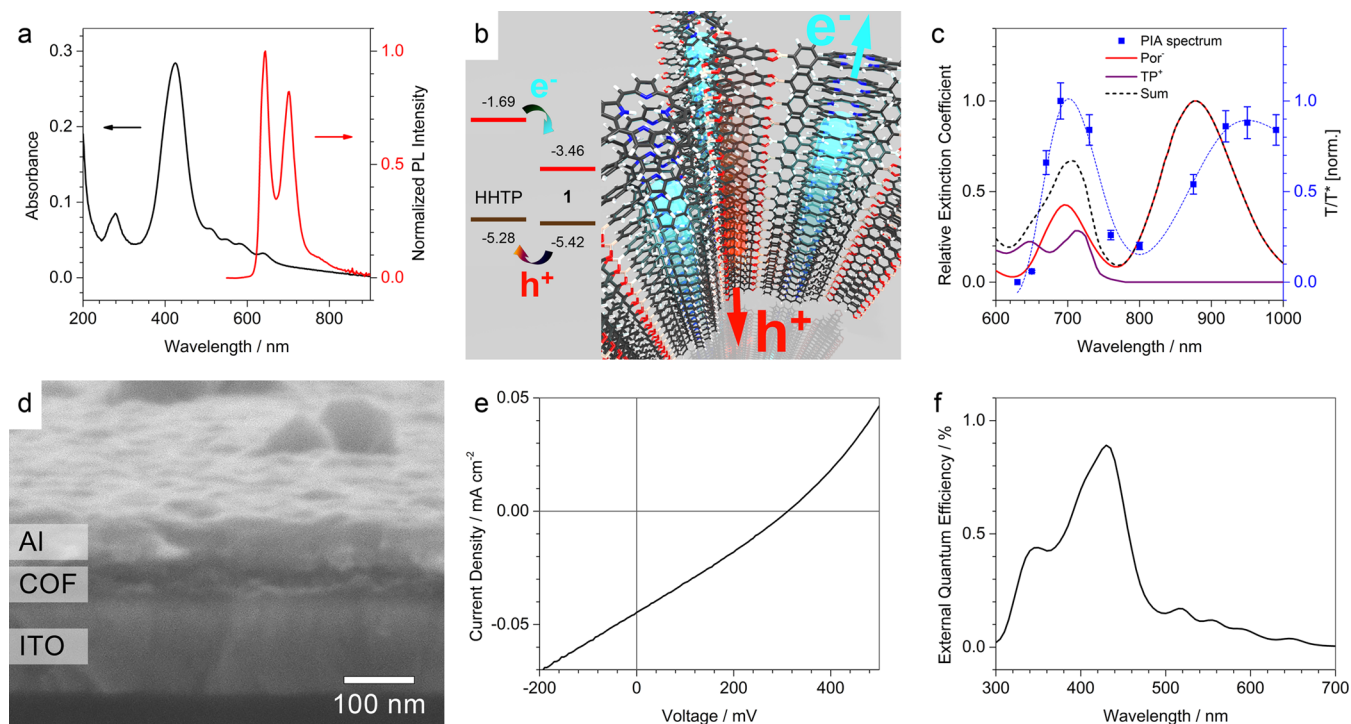 a
0.3
0.2
0.1
0.0
Absorbance
200 400 600 800
Wavelength / nm
1.0
0.5
0.0
Normalized PL Intensity
b
e-
-1.69
-3.46
HHTP 1
-5.28
-5.42
h+
e-
h+
c
PIA spectrum
Por-
TP+
Sum
1.0
0.5
0.0
Relative Extinction Coefficient
600 700 800 900 1000
Wavelength / nm
1.0
0.5
0.0
T/T* [norm.]
d
Al
COF
ITO
100 nm
e
0.05
0.00
-0.05
Current Density / mA cm-2
-200 0 200 400
Voltage / mV
f
1.0
0.5
0.0
External Quantum Efficiency / %
300 400 500 600 700
Wavelength / nm